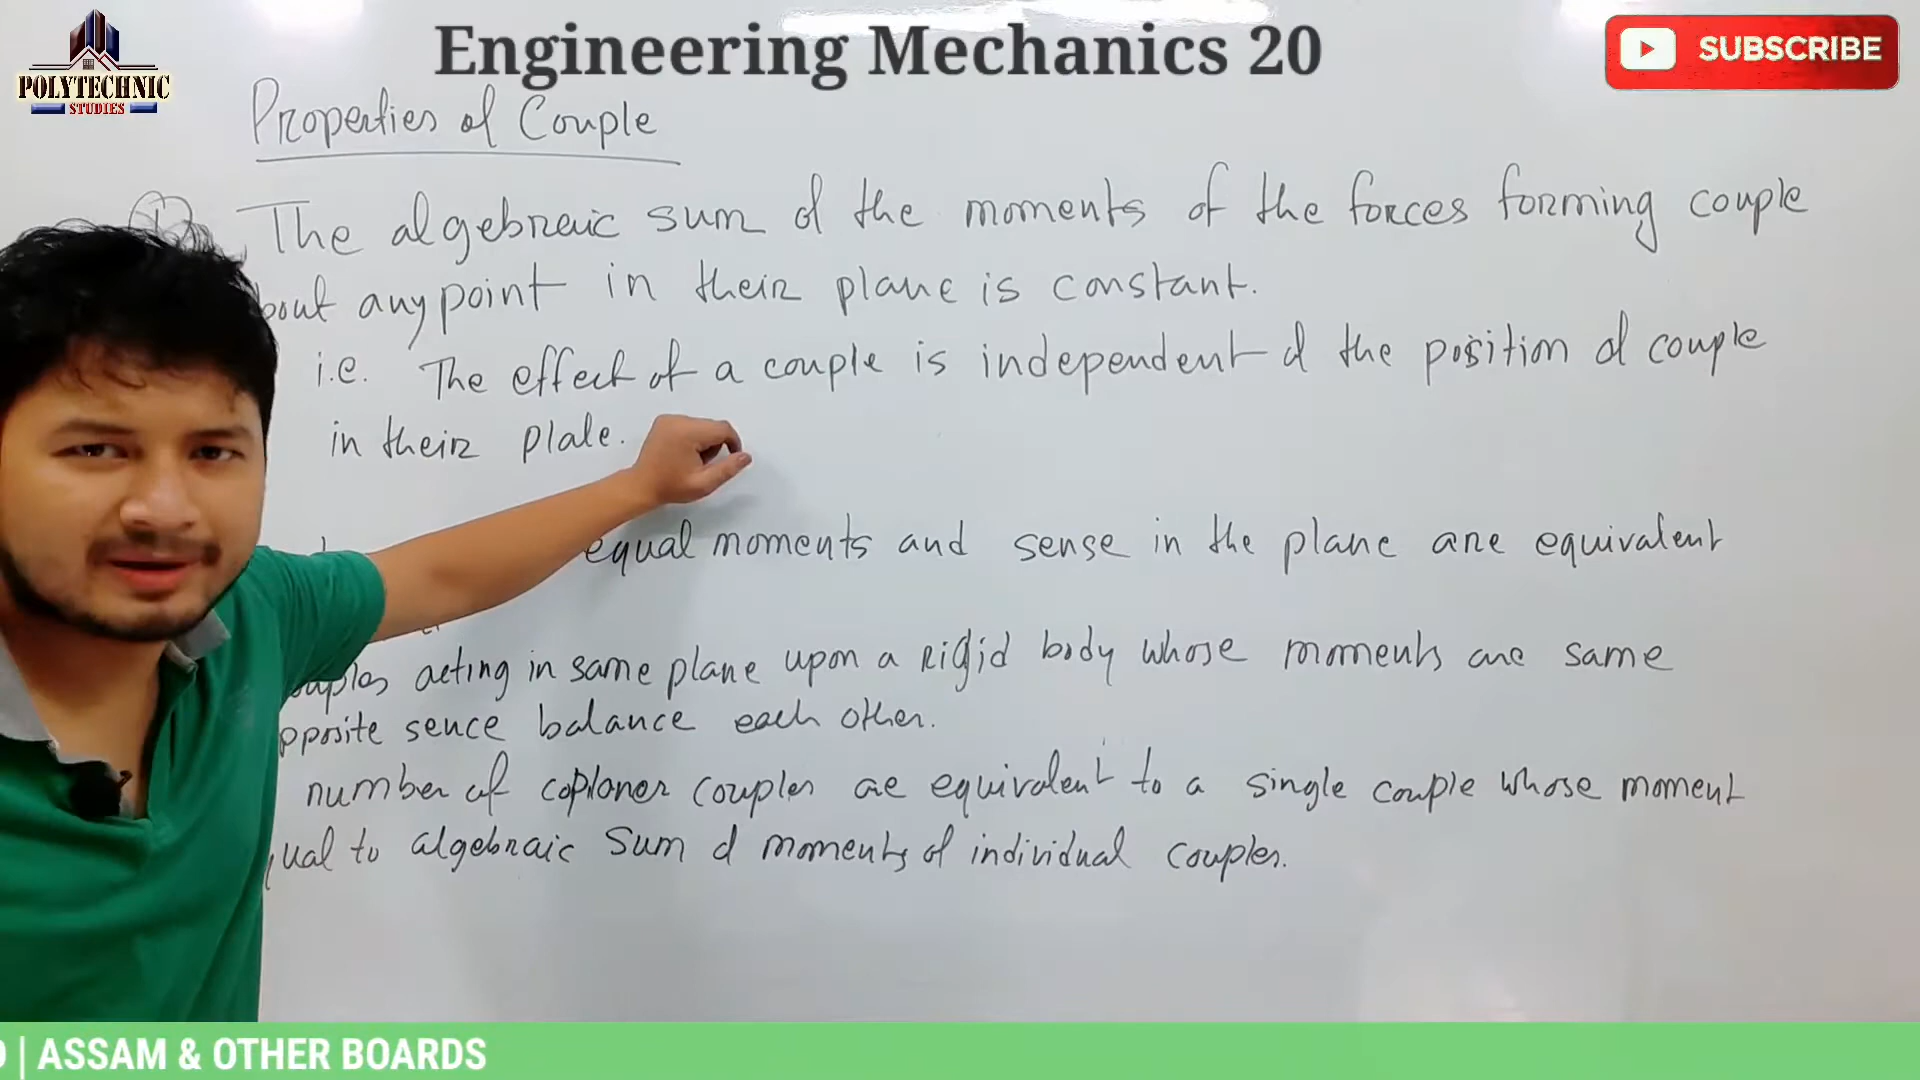 Engineering Mechanics 20
POLYTECHNIC
STUDIES
SUBSCRIBE
Properties of Couple
1 The algebraic sum of the moments of the forces forming couple
bout any point in their plane is constant.
i.e. The effect of a couple is independent of the position of couple
in their plale.
equal moments and sense in the plane are equivalent
ouples acting in same plane upon a rigid body whose moments are same
pposite sence balance each other.
number of coplaner couples are equivalent to a single couple whose moment
qual to algebraic sum of moments of individual couples.
| ASSAM & OTHER BOARDS